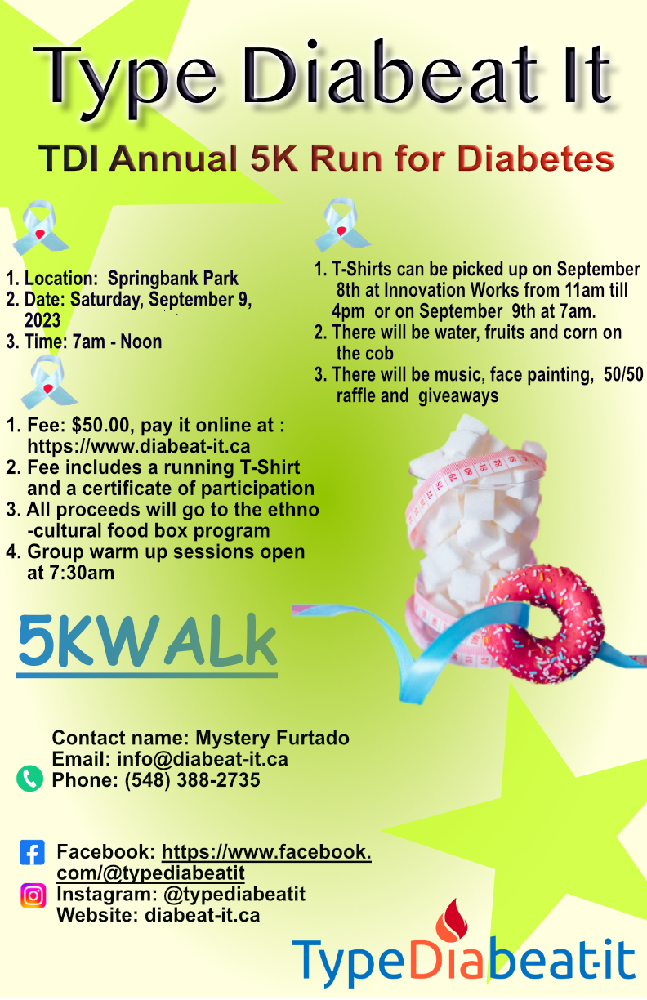 Type Diabeat It
TDI Annual 5K Run for Diabetes
1. Location: Springbank Park
2. Date: Saturday, September 9,
2023
3. Time: 7am - Noon
1. T-Shirts can be picked up on September
8th at Innovation Works from 11am till
4pm or on September 9th at 7am.
2. There will be water, fruits and corn on
the cob
3. There will be music, face painting, 50/50
raffle and giveaways
1. Fee: $50.00, pay it online at :
https://www.diabeat-it.ca
2. Fee includes a running T-Shirt
and a certificate of participation
3. All proceeds will go to the ethno
-cultural food box program
4. Group warm up sessions open
at 7:30am
5KWALk
Contact name: Mystery Furtado
Email: info@diabeat-it.ca
Phone: (548) 388-2735
Facebook: https://www.facebook.
com/@typediabeatit
Instagram: @typediabeatit
Website: diabeat-it.ca
TypeDiabeat-it